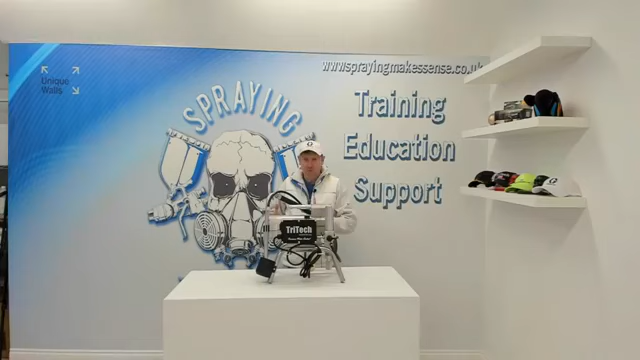 www.sprayingmakessense.co.uk
Unique
Walls
SPRAYING
Training
Education
Support
TriTech